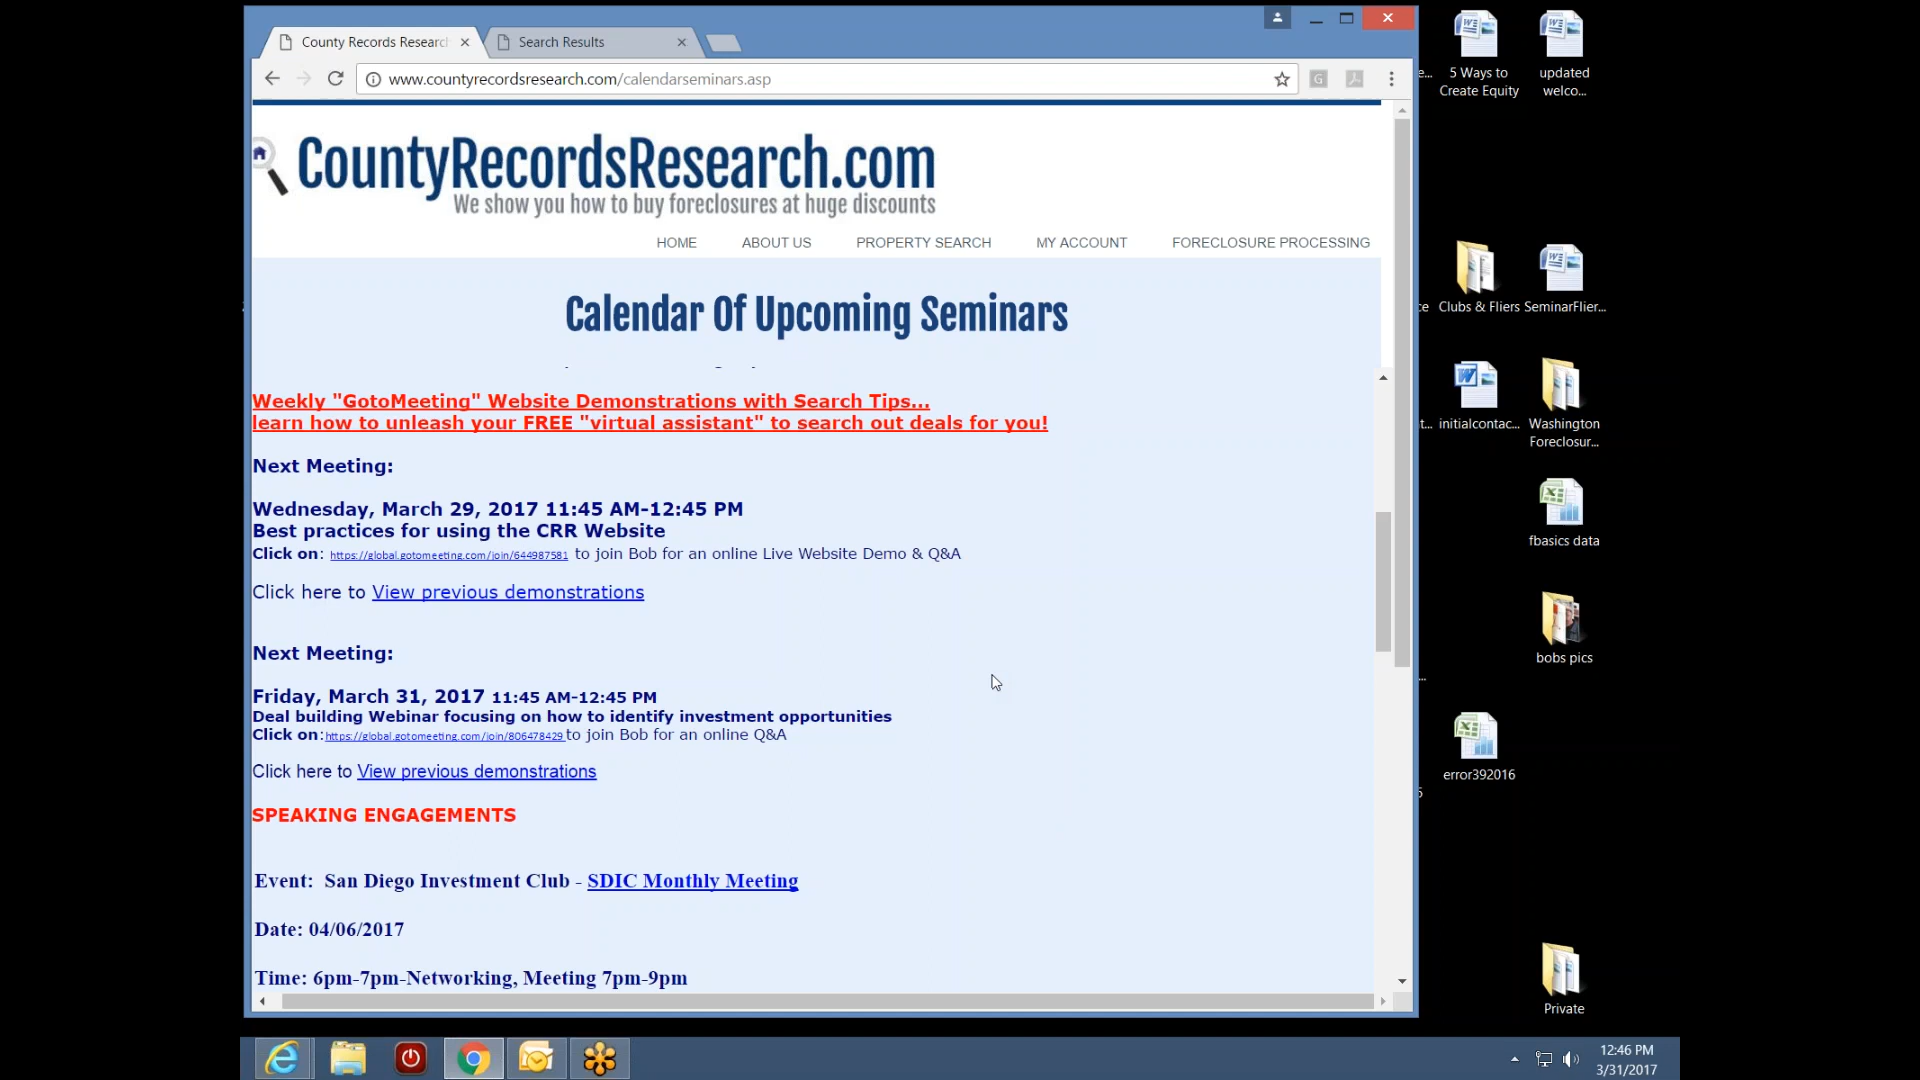 County Records Research
Search Results
www.countyrecordsresearch.com/calendarseminars.asp
CountyRecordsResearch.com
We show you how to buy foreclosures at huge discounts
HOME ABOUT US PROPERTY SEARCH MY ACCOUNT FORECLOSURE PROCESSING
Calendar Of Upcoming Seminars
Weekly "GotoMeeting" Website Demonstrations with Search Tips...
learn how to unleash your FREE "virtual assistant" to search out deals for you!
Next Meeting:
Wednesday, March 29, 2017 11:45 AM-12:45 PM
Best practices for using the CRR Website
Click on: https://global.gotomeeting.com/join/644987581 to join Bob for an online Live Website Demo & Q&A
Click here to View previous demonstrations
Next Meeting:
Friday, March 31, 2017 11:45 AM-12:45 PM
Deal building Webinar focusing on how to identify investment opportunities
Click on:https://global.gotomeeting.com/join/806478429 to join Bob for an online Q&A
Click here to View previous demonstrations
SPEAKING ENGAGEMENTS
Event: San Diego Investment Club - SDIC Monthly Meeting
Date: 04/06/2017
Time: 6pm-7pm-Networking, Meeting 7pm-9pm
5 Ways to
Create Equity
updated
welco...
Clubs & Fliers
SeminarFlier...
initialcontac...
Washington
Foreclosur...
fbasics data
bobs pics
error392016
Private
12:46 PM
3/31/2017